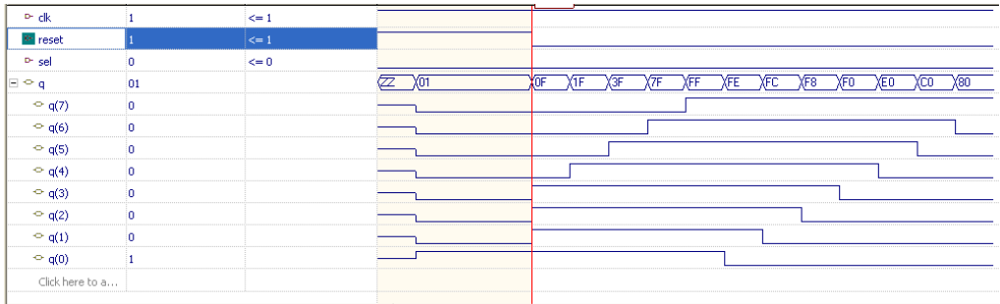 clk 1 <= 1
reset 1 <= 1
sel 0 <= 0
q 01 ZZ 01 0F 1F 3F 7F FF FE FC F8 F0 E0 C0 80
q(7) 0
q(6) 0
q(5) 0
q(4) 0
q(3) 0
q(2) 0
q(1) 0
q(0) 1
Click here to a...